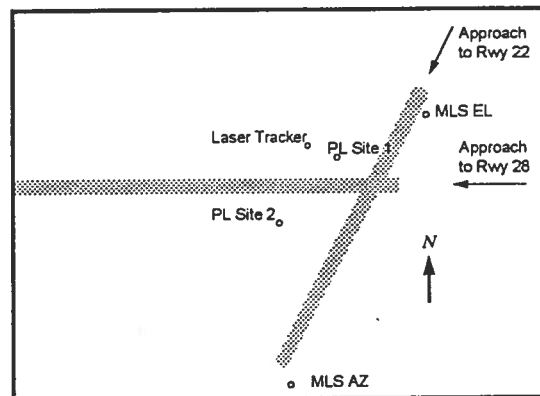 Approach
to Rwy 22
MLS EL
Laser Tracker
PL Site 1
Approach
to Rwy 28
PL Site 2
N
MLS AZ